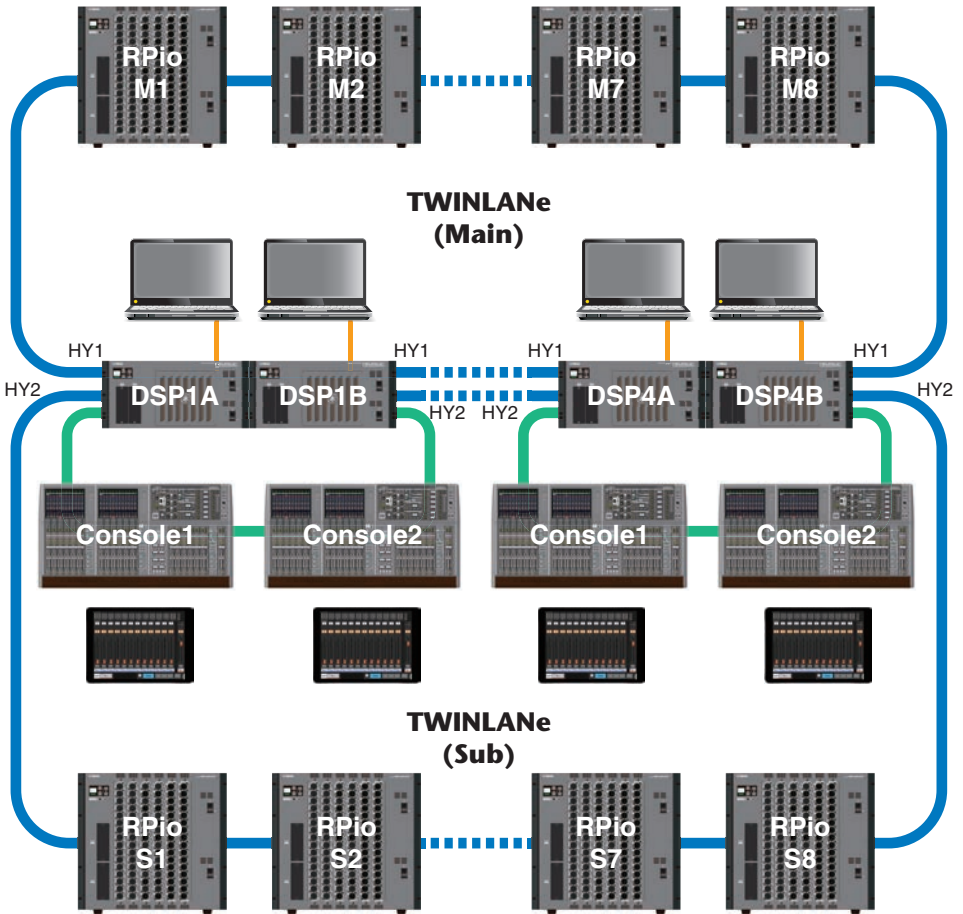 RPio
M1
RPio
M2
RPio
M7
RPio
M8
TWINLANe
(Main)
HY1
HY1
HY1
HY1
HY2
DSP1A
DSP1B
HY2
HY2
DSP4A
DSP4B
HY2
Console1
Console2
Console1
Console2
TWINLANe
(Sub)
RPio
S1
RPio
S2
RPio
S7
RPio
S8